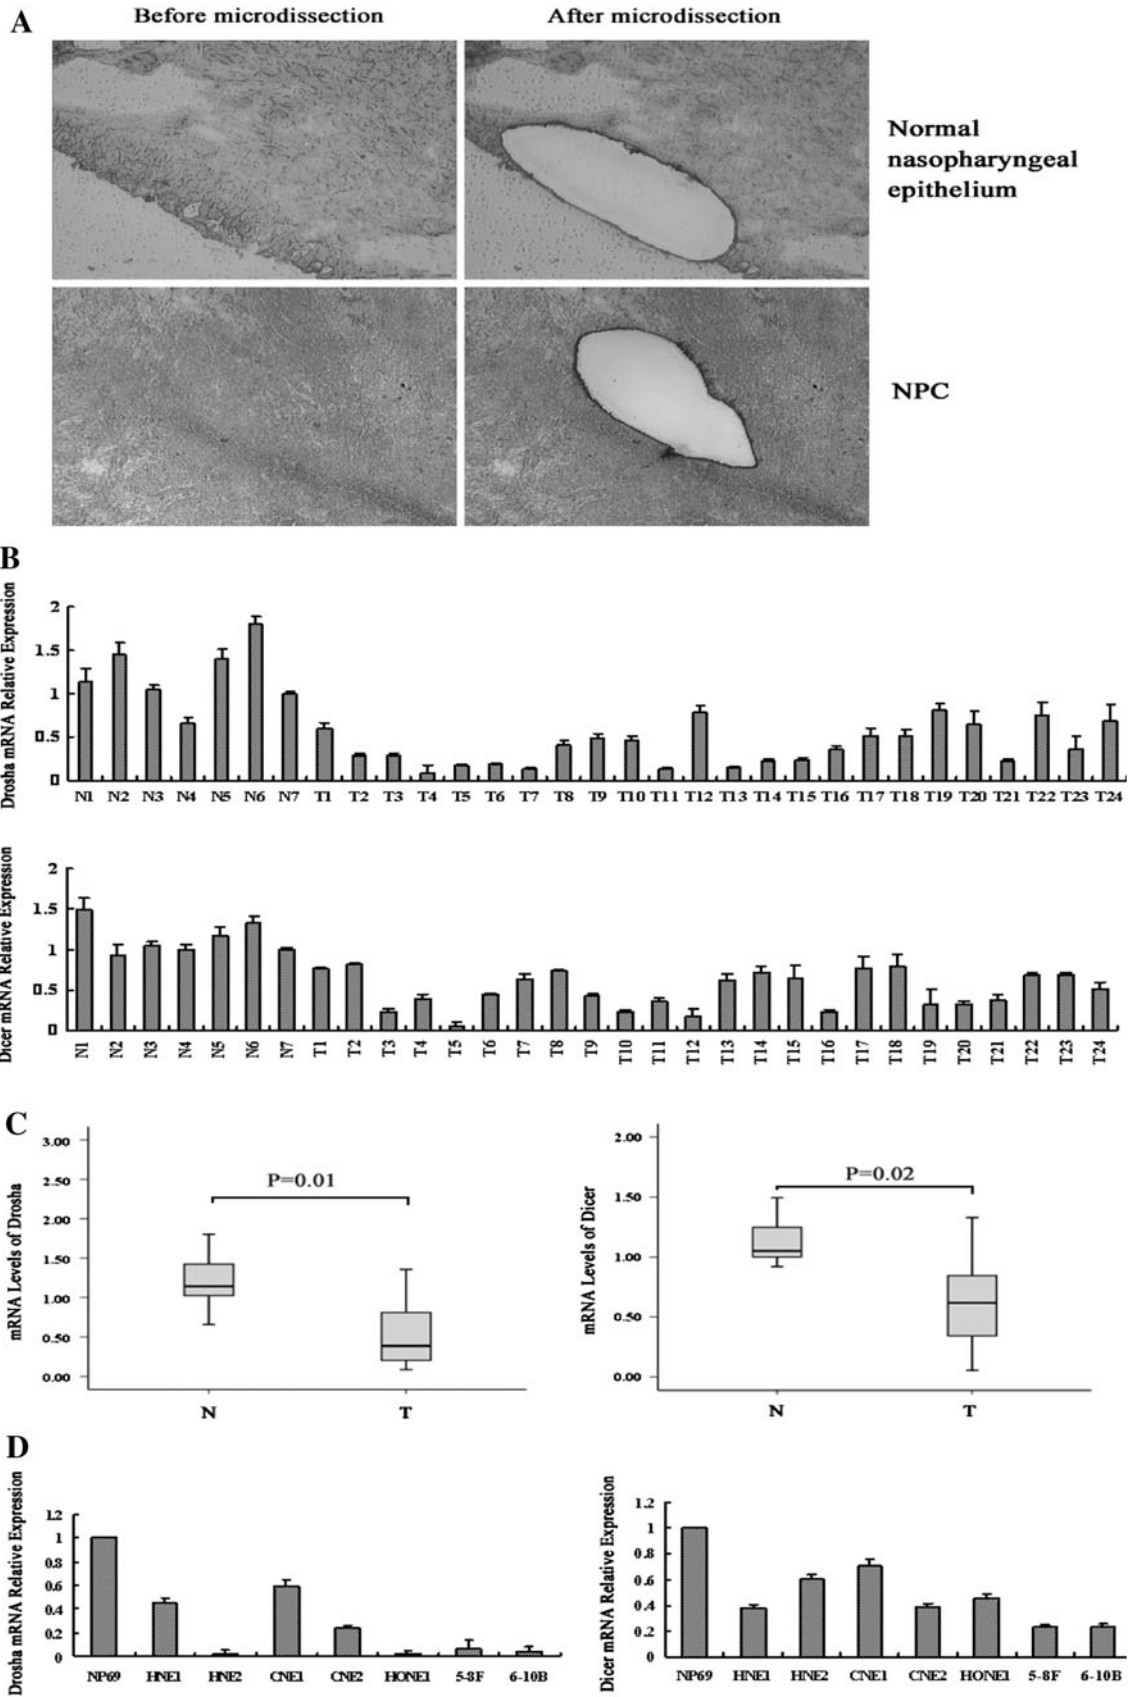 A
Before microdissection
After microdissection
Normal
nasopharyngeal
epithelium
NPC
B
Drosha mRNA Relative Expression
2
1.5
1
0.5
0
N1 N2 N3 N4 N5 N6 N7 T1 T2 T3 T4 T5 T6 T7 T8 T9 T10 T11 T12 T13 T14 T15 T16 T17 T18 T19 T20 T21 T22 T23 T24
Dicer mRNA Relative Expression
2
1.5
1
0.5
0
N1 N2 N3 N4 N5 N6 N7 T1 T2 T3 T4 T5 T6 T7 T8 T9 T10 T11 T12 T13 T14 T15 T16 T17 T18 T19 T20 T21 T22 T23 T24
C
mRNA Levels of Drosha
3.00
2.50
2.00
1.50
1.00
0.50
0.00
P=0.01
N T
mRNA Levels of Dicer
2.00
1.50
1.00
0.50
0.00
P=0.02
N T
D
Drosha mRNA Relative Expression
1.2
1
0.8
0.6
0.4
0.2
0
NP69 HNE1 HNE2 CNE1 CNE2 HONE1 5-8F 6-10B
Dicer mRNA Relative Expression
1.2
1
0.8
0.6
0.4
0.2
0
NP69 HNE1 HNE2 CNE1 CNE2 HONE1 5-8F 6-10B